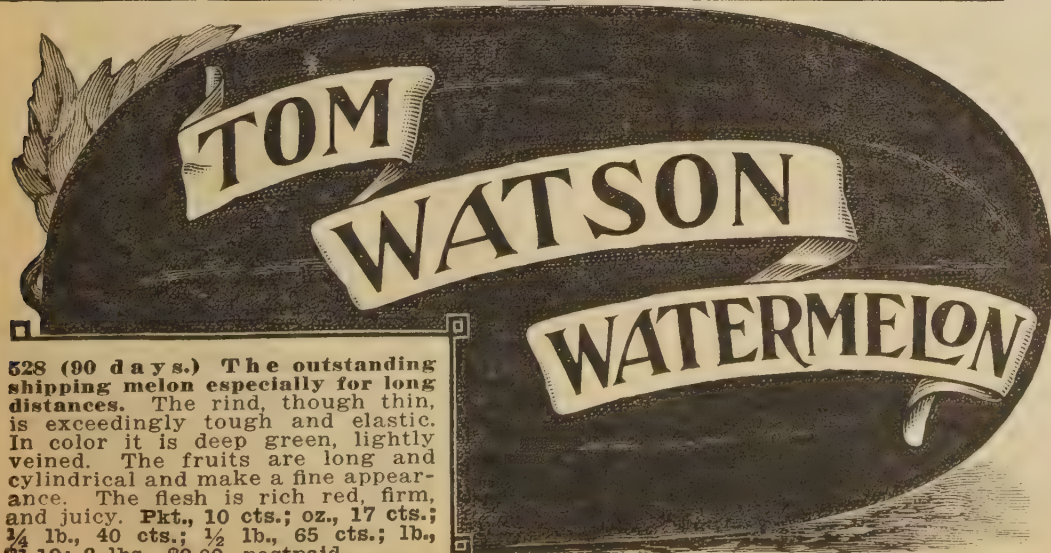 TOM
WATSON
WATERMELON
528 (90 days.) The outstanding
shipping melon especially for long
distances. The rind, though thin,
is exceedingly tough and elastic.
In color it is deep green, lightly
veined. The fruits are long and
cylindrical and make a fine appear-
ance. The flesh is rich red, firm,
and juicy. Pkt., 10 cts.; oz., 17 cts.;
¼ lb., 40 cts.; ½ lb., 65 cts.; lb.,
lbs., postpaid